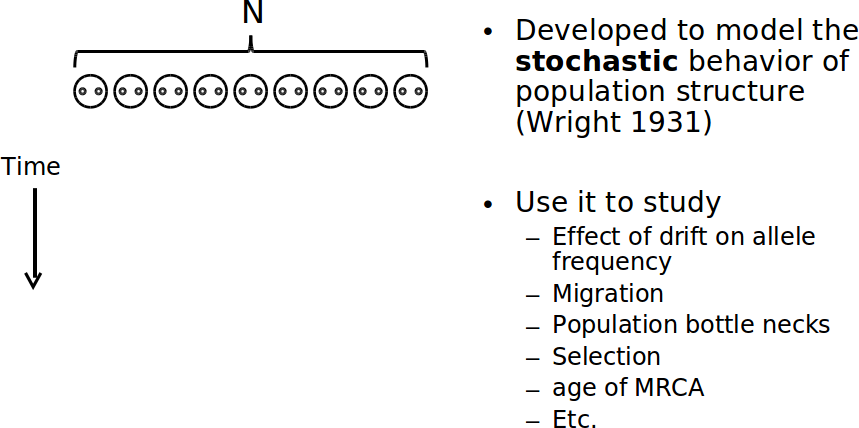 N
Time
• Developed to model the
stochastic behavior of
population structure
(Wright 1931)
• Use it to study
– Effect of drift on allele
frequency
– Migration
– Population bottle necks
– Selection
– age of MRCA
– Etc.